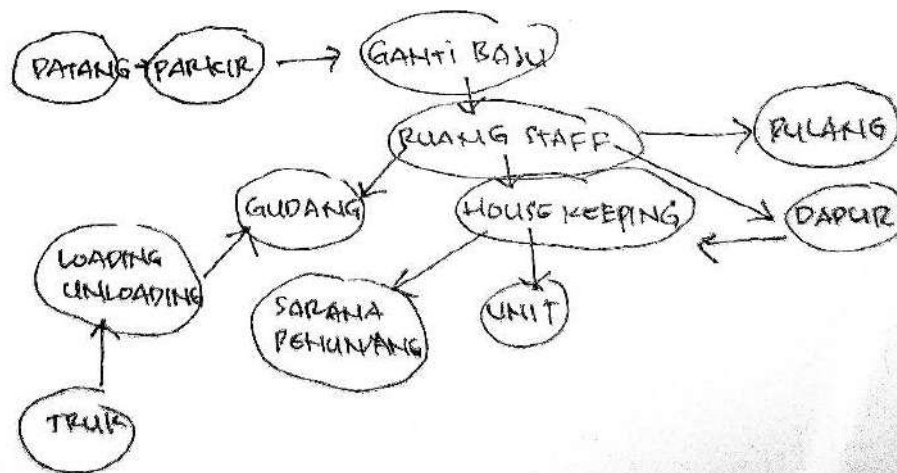 DATANG
PARKIR
GANTI BAJU
RUANG STAFF
PULANG
GUDANG
HOUSE KEEPING
DAPUR
LOADING
UNLOADING
SARANA
PENUNJANG
UNIT
TRUK